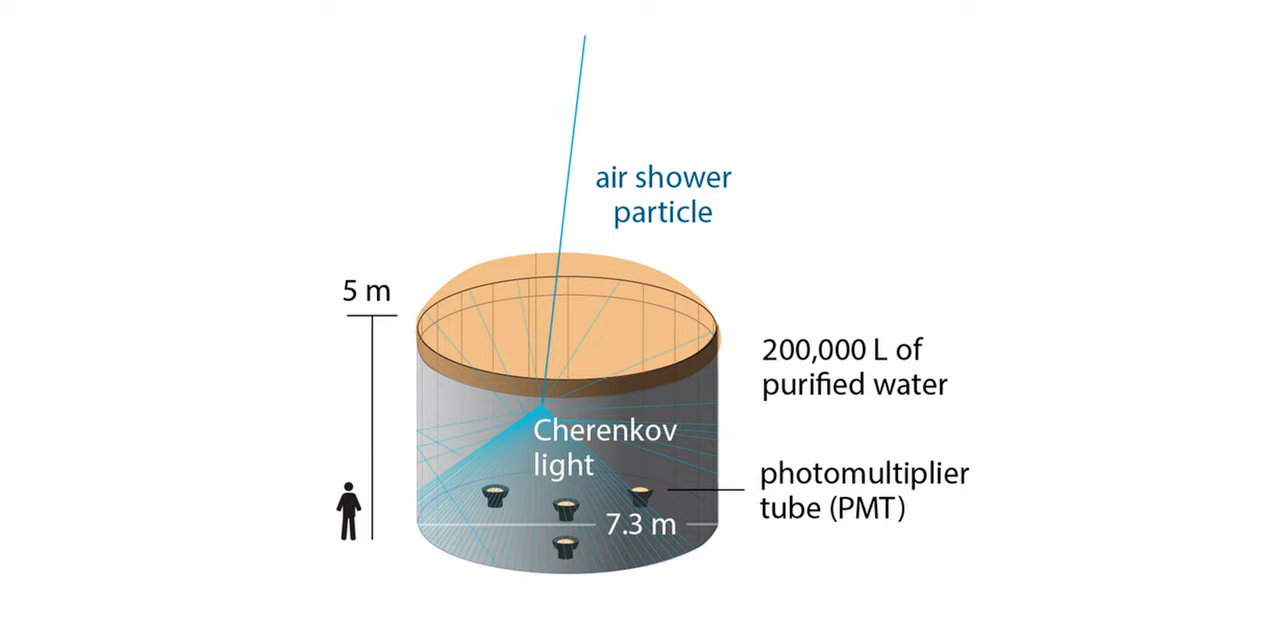 air shower
particle
5 m
200,000 L of
purified water
Cherenkov
light
photomultiplier
tube (PMT)
7.3 m